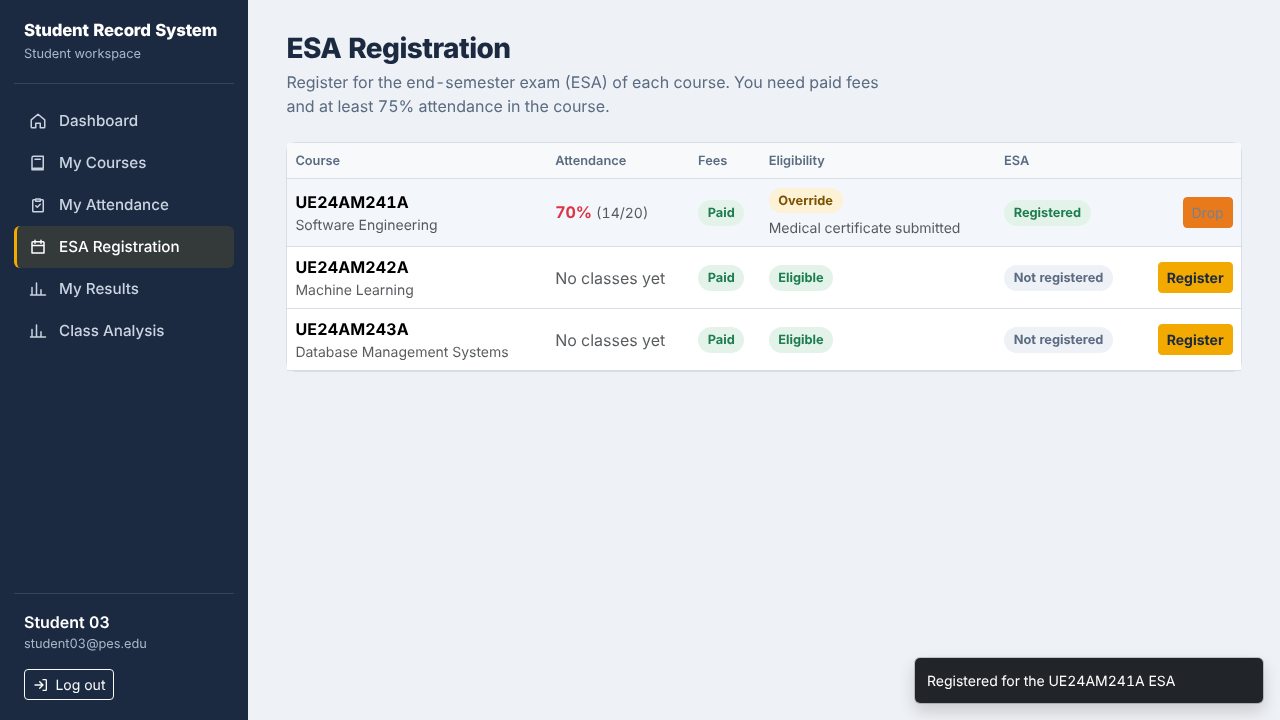 Student Record System
Student workspace
Dashboard
My Courses
My Attendance
ESA Registration
My Results
Class Analysis
Student 03
student03@pes.edu
Log out
ESA Registration
Register for the end-semester exam (ESA) of each course. You need paid fees
and at least 75% attendance in the course.
Course Attendance Fees Eligibility ESA
UE24AM241A
Software Engineering
70% (14/20)
Paid
Override
Medical certificate submitted
Registered
Drop
UE24AM242A
Machine Learning
No classes yet
Paid
Eligible
Not registered
Register
UE24AM243A
Database Management Systems
No classes yet
Paid
Eligible
Not registered
Register
Registered for the UE24AM241A ESA